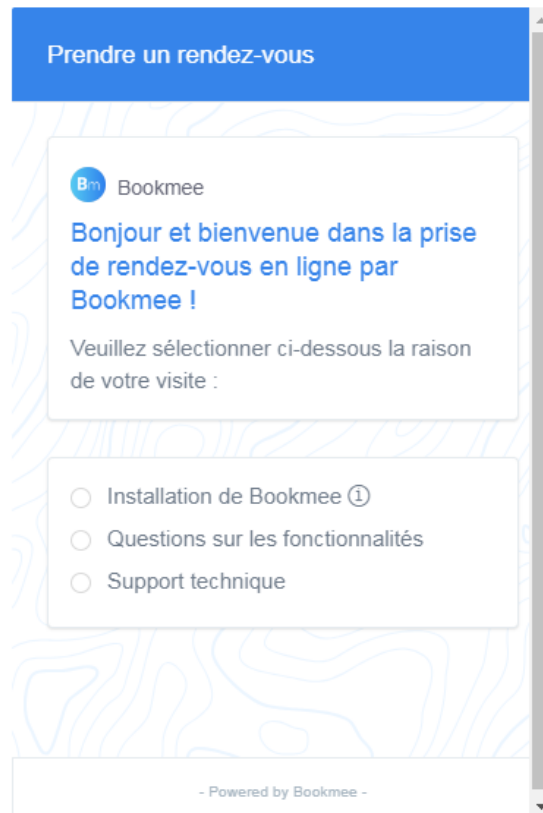 Prendre un rendez-vous
Bm Bookmee
Bonjour et bienvenue dans la prise
de rendez-vous en ligne par
Bookmee !
Veuillez sélectionner ci-dessous la raison
de votre visite :
Installation de Bookmee ⓘ
Questions sur les fonctionnalités
Support technique
- Powered by Bookmee -